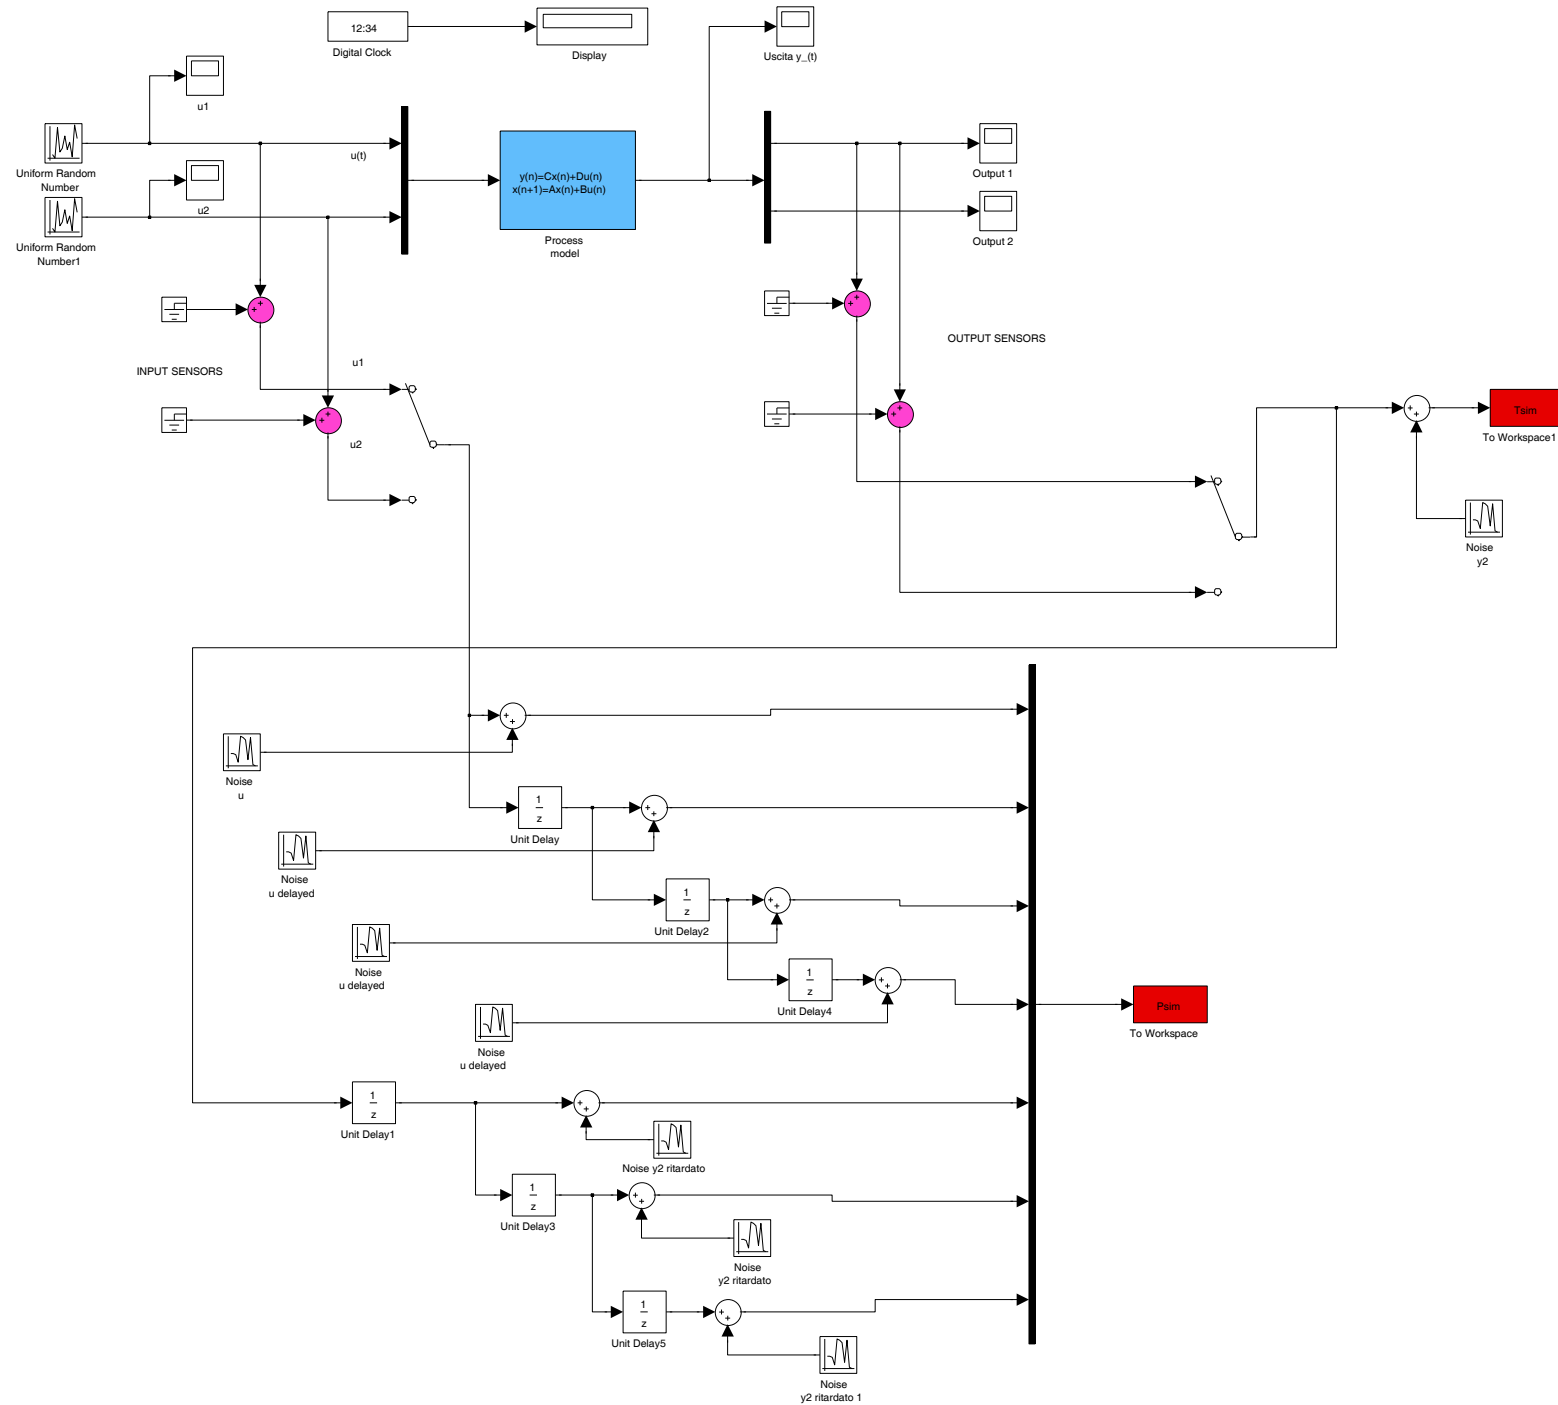 12:34
Digital Clock
Display
Uscita y_(t)
u1
Uniform Random
Number
u(t)
u2
Uniform Random
Number1
y(n)=Cx(n)+Du(n)
x(n+1)=Ax(n)+Bu(n)
Process
model
Output 1
Output 2
+
+
+
+
INPUT SENSORS
u1
OUTPUT SENSORS
+
+
u2
+
+
+
+
Tsim
To Workspace1
Noise
y2
+
+
Noise
u
1
z
Unit Delay
+
+
Noise
u delayed
1
z
Unit Delay2
+
+
Noise
u delayed
1
z
Unit Delay4
+
+
Noise
u delayed
Psim
To Workspace
1
z
Unit Delay1
+
+
Noise y2 ritardato
1
z
Unit Delay3
+
+
Noise
y2 ritardato
1
z
Unit Delay5
+
+
Noise
y2 ritardato 1